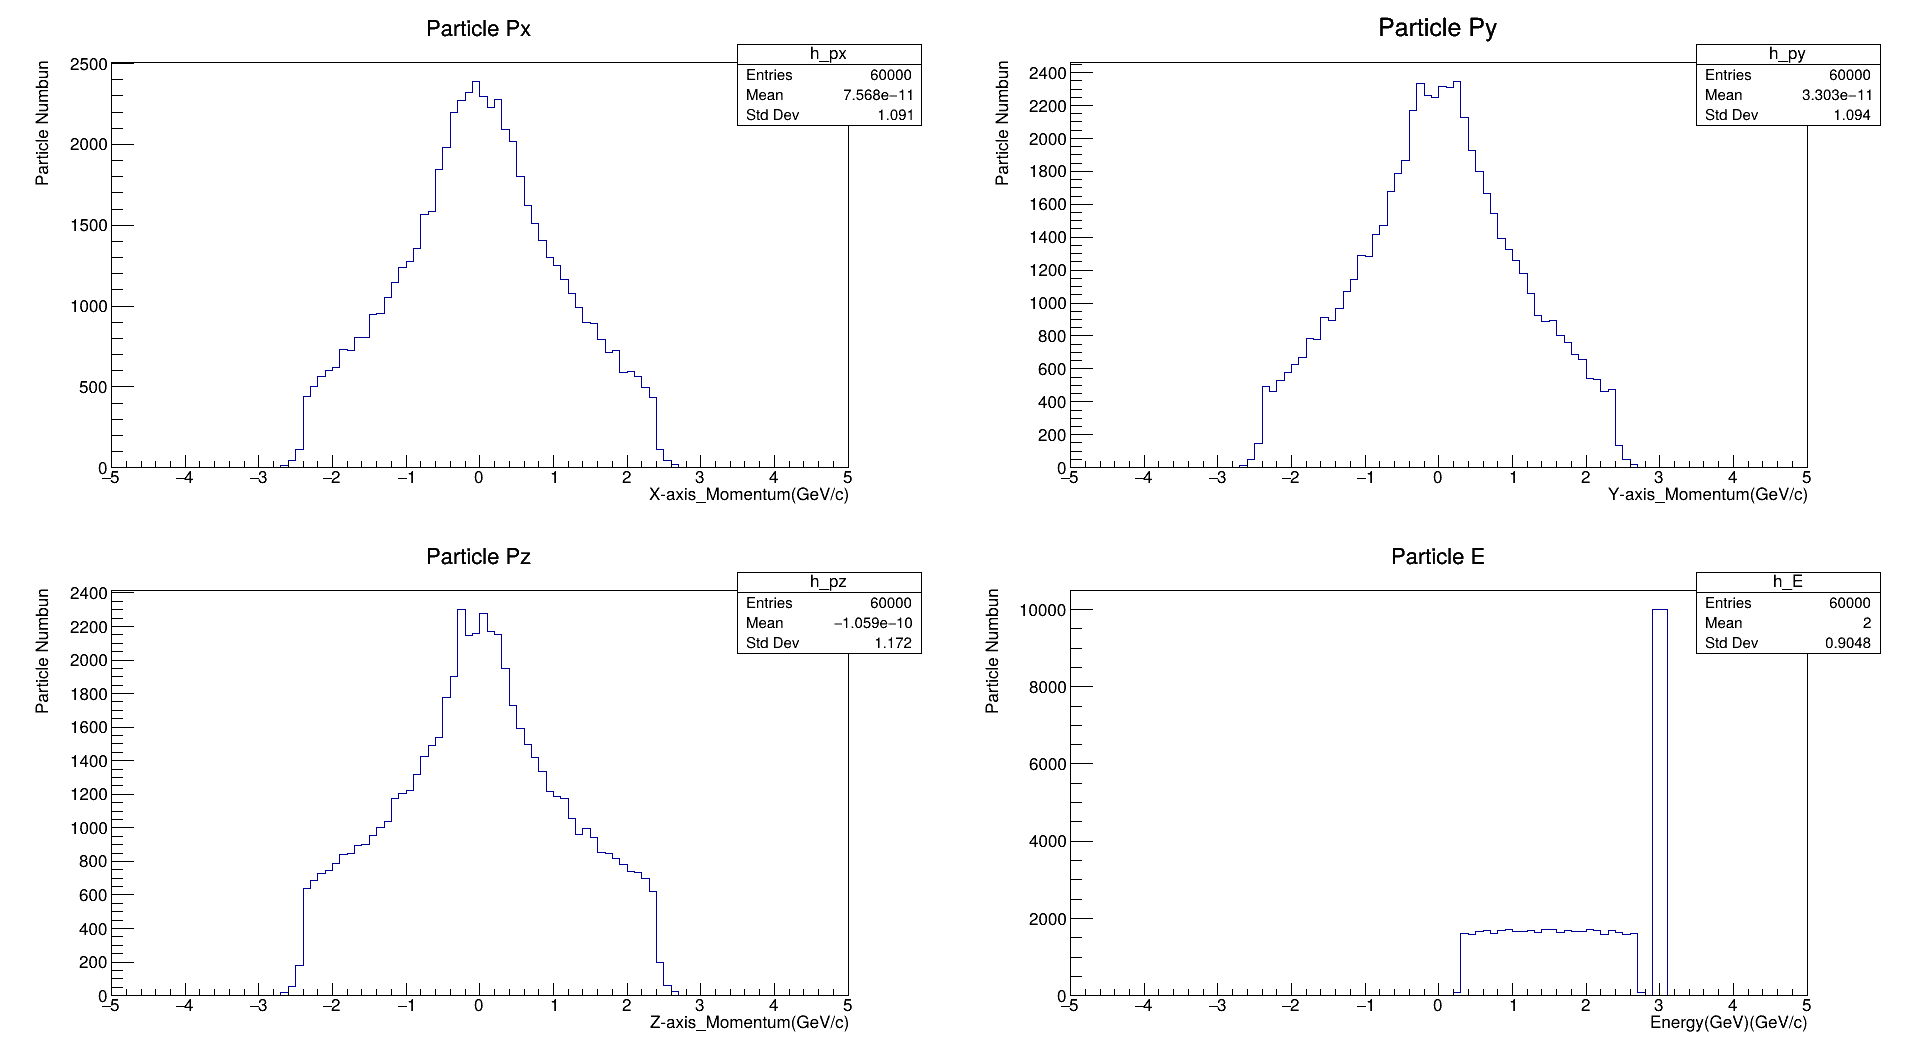 Particle Px
h_px
Entries 60000
Mean 7.568e−11
Std Dev 1.091
Particle Numbun
2500
2000
1500
1000
500
0
−5 −4 −3 −2 −1 0 1 2 3 4 5
X-axis_Momentum(GeV/c)
Particle Py
h_py
Entries 60000
Mean 3.303e−11
Std Dev 1.094
Particle Numbun
2400
2200
2000
1800
1600
1400
1200
1000
800
600
400
200
0
−5 −4 −3 −2 −1 0 1 2 3 4 5
Y-axis_Momentum(GeV/c)
Particle Pz
h_pz
Entries 60000
Mean −1.059e−10
Std Dev 1.172
Particle Numbun
2400
2200
2000
1800
1600
1400
1200
1000
800
600
400
200
0
−5 −4 −3 −2 −1 0 1 2 3 4 5
Z-axis_Momentum(GeV/c)
Particle E
h_E
Entries 60000
Mean 2
Std Dev 0.9048
Particle Numbun
10000
8000
6000
4000
2000
0
−5 −4 −3 −2 −1 0 1 2 3 4 5
Energy(GeV)(GeV/c)